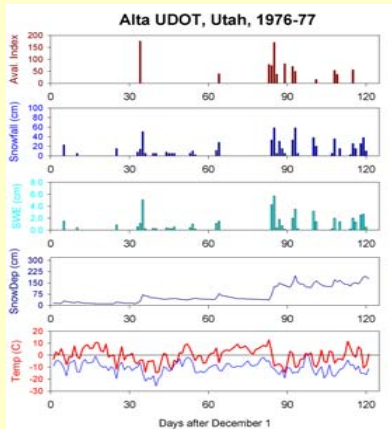 Alta UDOT, Utah, 1976-77
Aval. Index
200
150
100
50
0
0 30 60 90 120
Snowfall (cm)
100
80
60
40
20
0
0 30 60 90 120
SWE (cm)
8.0
6.0
4.0
2.0
0.0
0 30 60 90 120
SnowDep (cm)
300
225
150
75
0
0 30 60 90 120
Temp (C)
20
10
0
-10
-20
-30
0 30 60 90 120
Days after December 1